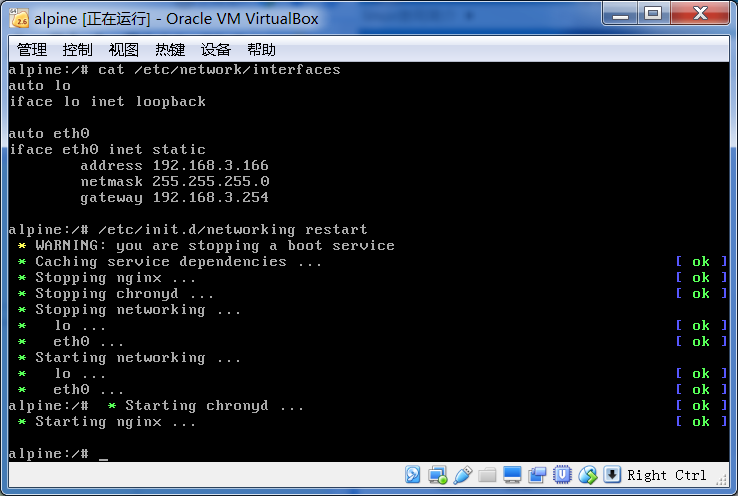 alpine [正在运行] - Oracle VM VirtualBox
管理 控制 视图 热键 设备 帮助
alpine:/# cat /etc/network/interfaces
auto lo
iface lo inet loopback
auto eth0
iface eth0 inet static
address 192.168.3.166
netmask 255.255.255.0
gateway 192.168.3.254
alpine:/# /etc/init.d/networking restart
* WARNING: you are stopping a boot service
* Caching service dependencies ... [ ok ]
* Stopping nginx ... [ ok ]
* Stopping chronyd ... [ ok ]
* Stopping networking ...
* lo ... [ ok ]
* eth0 ... [ ok ]
* Starting networking ...
* lo ... [ ok ]
* eth0 ... [ ok ]
alpine:/# * Starting chronyd ... [ ok ]
* Starting nginx ... [ ok ]
alpine:/# _
Right Ctrl